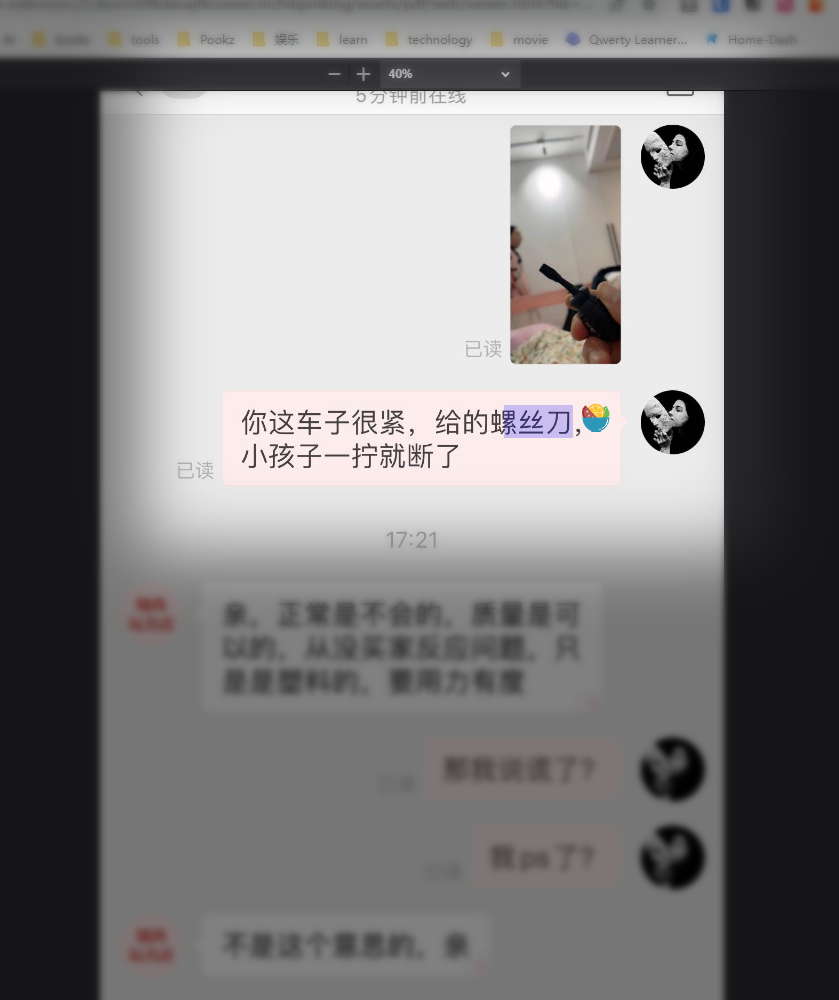 books
tools
Pookz
娱乐
learn
technology
movie
Qwerty Learner...
Home-Dash
40%
5分钟前在线
已读
你这车子很紧，给的螺丝刀,
小孩子一拧就断了
已读
17:21
亲，正常是不会的，质量是可
以的，从没买家反应问题，只
是是塑料的，要用力有度
那我说谎了?
已读
我ps了?
已读
不是这个意思的，亲